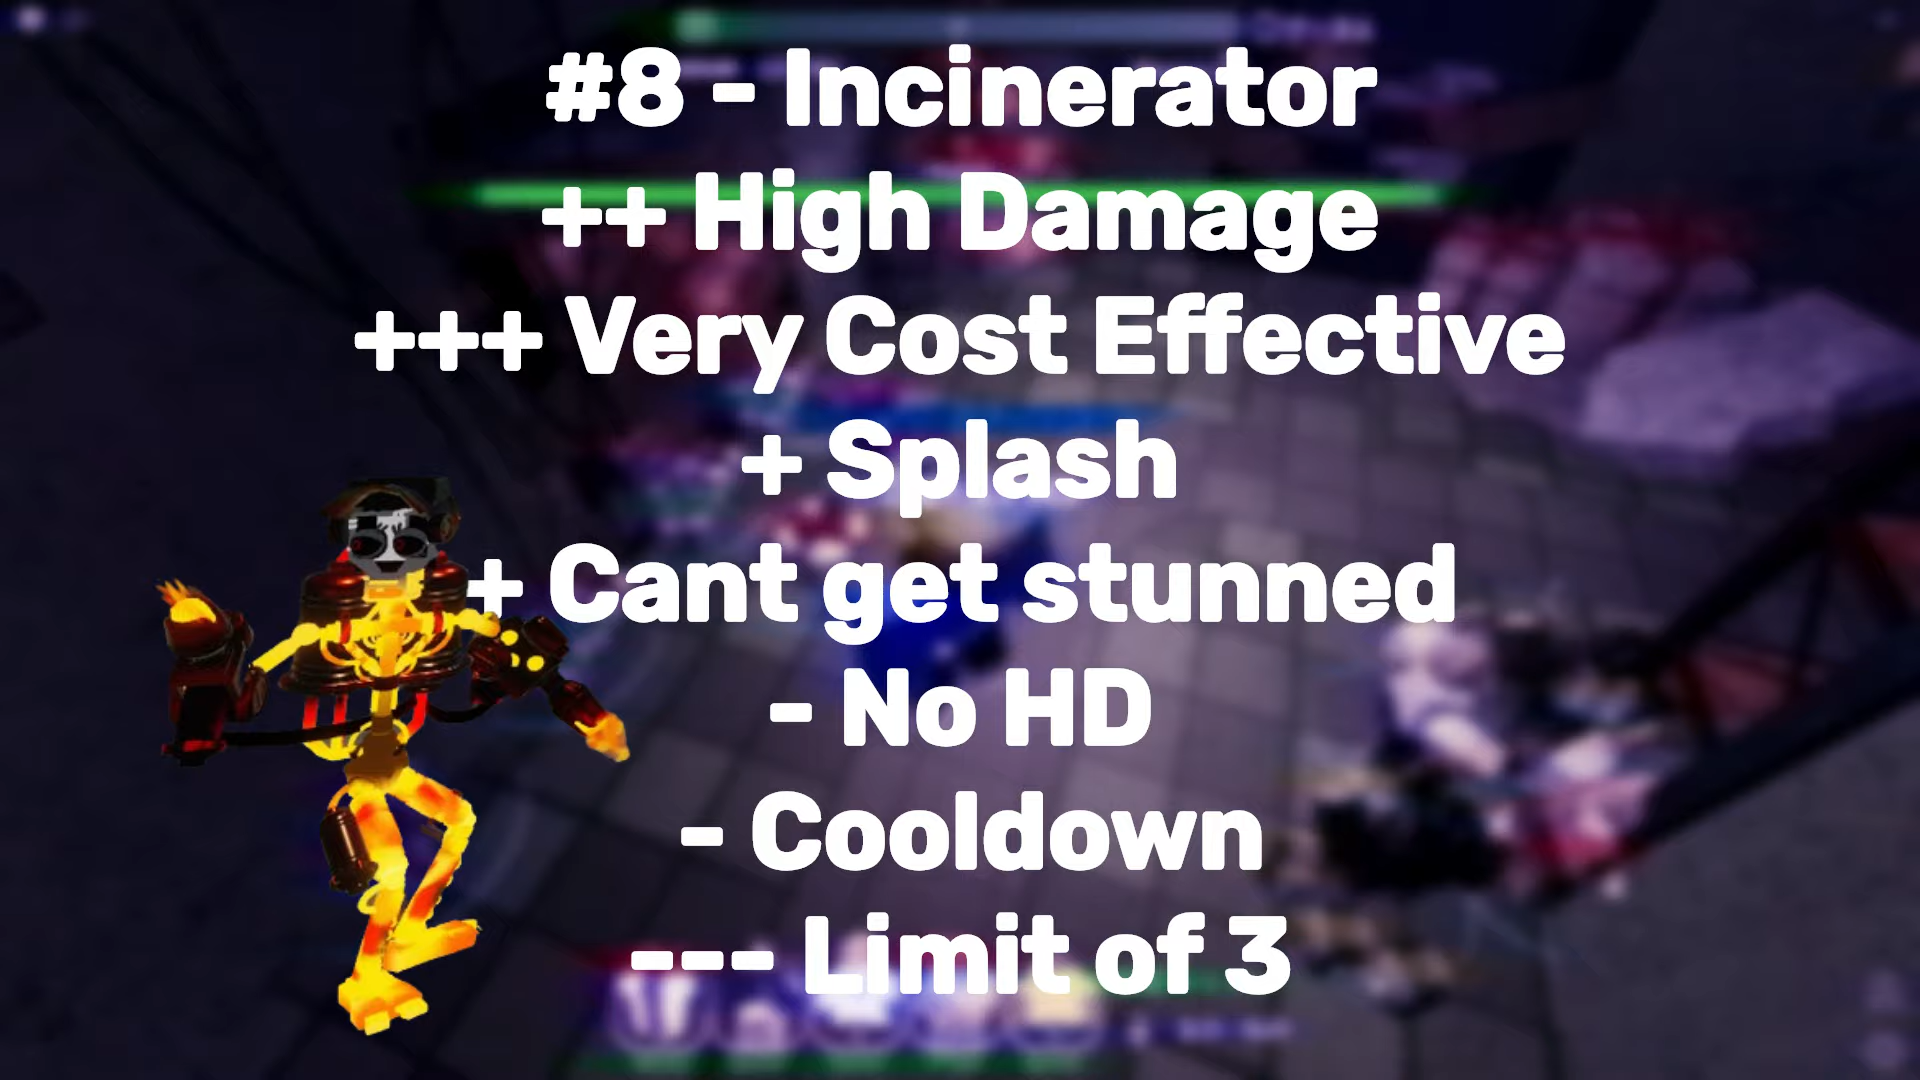 #8 - Incinerator
++ High Damage
+++ Very Cost Effective
+ Splash
+ Cant get stunned
- No HD
- Cooldown
--- Limit of 3